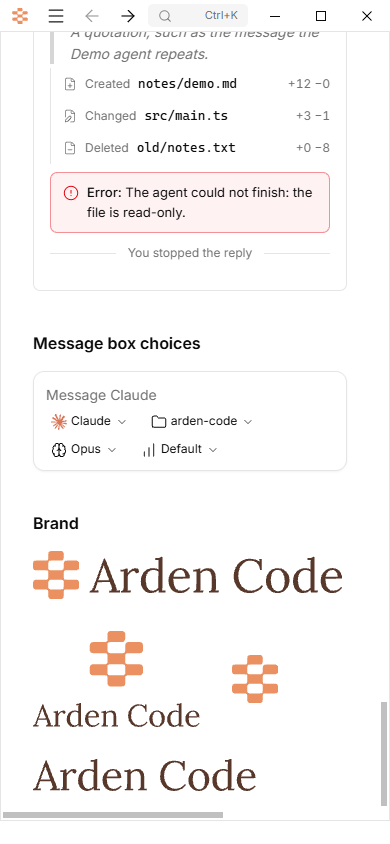 Ctrl+K
A quotation, such as the message the
Demo agent repeats.
Created notes/demo.md +12 −0
Changed src/main.ts +3 −1
Deleted old/notes.txt +0 −8
Error: The agent could not finish: the
file is read-only.
You stopped the reply
Message box choices
Message Claude
Claude arden-code
Opus Default
Brand
Arden Code
Arden Code
Arden Code